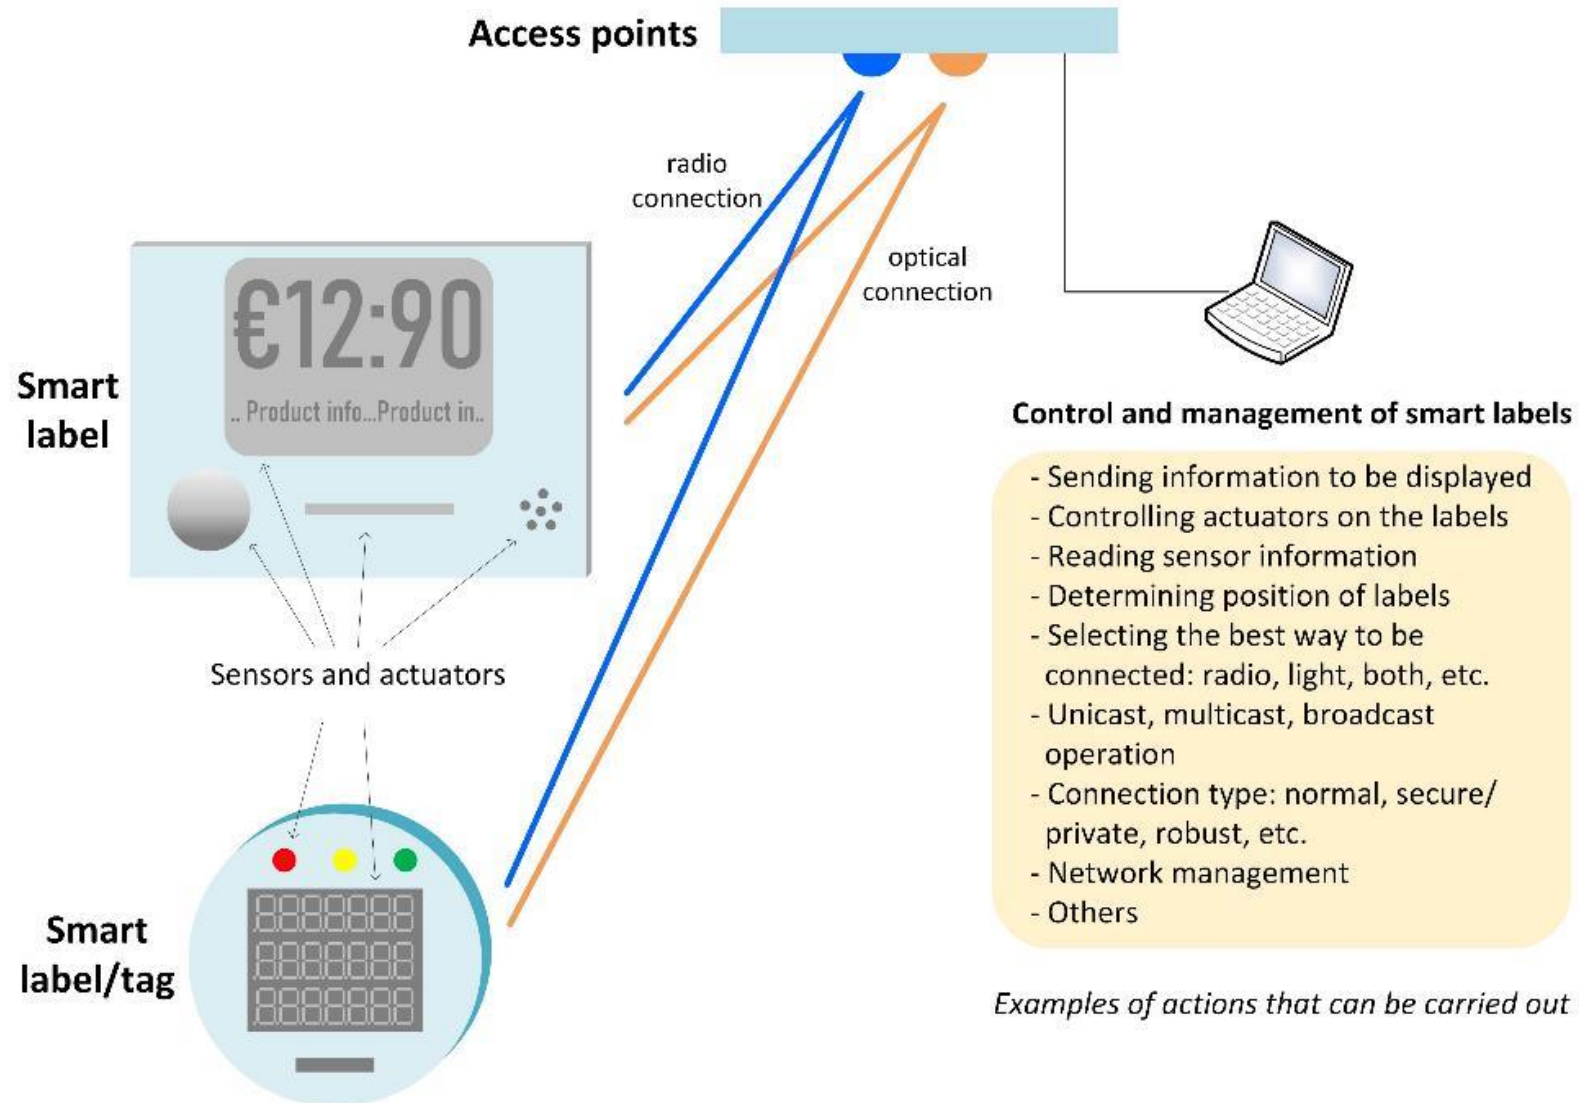 Access points
radio
connection
optical
connection
€12:90
.. Product info...Product in..
Smart
label
Sensors and actuators
Smart
label/tag
Control and management of smart labels
- Sending information to be displayed
- Controlling actuators on the labels
- Reading sensor information
- Determining position of labels
- Selecting the best way to be
connected: radio, light, both, etc.
- Unicast, multicast, broadcast
operation
- Connection type: normal, secure/
private, robust, etc.
- Network management
- Others
Examples of actions that can be carried out